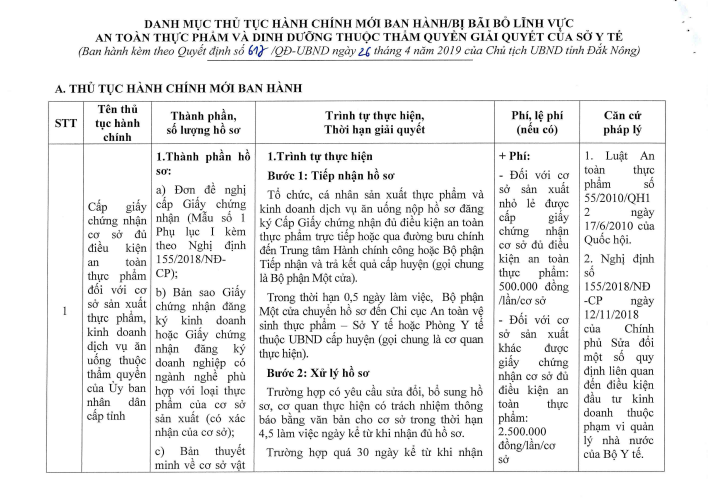 DANH MỤC THỦ TỤC HÀNH CHÍNH MỚI BAN HÀNH/BỊ BÃI BỎ LĨNH VỰC
AN TOÀN THỰC PHẨM VÀ DINH DƯỠNG THUỘC THẨM QUYỀN GIẢI QUYẾT CỦA SỞ Y TẾ
(Ban hành kèm theo Quyết định số 612 /QĐ-UBND ngày 26 tháng 4 năm 2019 của Chủ tịch UBND tỉnh Đắk Nông)
A. THỦ TỤC HÀNH CHÍNH MỚI BAN HÀNH
STT
Tên thủ
tục hành
chính
Thành phần,
số lượng hồ sơ
Trình tự thực hiện,
Thời hạn giải quyết
Phí, lệ phí
(nếu có)
Căn cứ
pháp lý
1
Cấp giấy
chứng nhận
cơ sở đủ
điều kiện
an toàn
thực phẩm
đối với cơ
sở sản xuất
thực phẩm,
kinh doanh
dịch vụ ăn
uống thuộc
thẩm quyền
của Ủy ban
nhân dân
cấp tỉnh
1.Thành phần hồ
sơ:
a) Đơn đề nghị
cấp Giấy chứng
nhận (Mẫu số 1
Phụ lục I kèm
theo Nghị định
155/2018/NĐ-
CP);
b) Bản sao Giấy
chứng nhận đăng
ký kinh doanh
hoặc Giấy chứng
nhận đăng ký
doanh nghiệp có
ngành nghề phù
hợp với loại thực
phẩm của cơ sở
sản xuất (có xác
nhận của cơ sở);
c) Bản thuyết
minh về cơ sở vật
1.Trình tự thực hiện
Bước 1: Tiếp nhận hồ sơ
Tổ chức, cá nhân sản xuất thực phẩm và
kinh doanh dịch vụ ăn uống nộp hồ sơ đăng
ký Cấp Giấy chứng nhận đủ điều kiện an toàn
thực phẩm trực tiếp hoặc qua đường bưu chính
đến Trung tâm Hành chính công hoặc Bộ phận
Tiếp nhận và trả kết quả cấp huyện (gọi chung
là Bộ phận Một cửa).
Trong thời hạn 0,5 ngày làm việc, Bộ phận
Một cửa chuyển hồ sơ đến Chi cục An toàn vệ
sinh thực phẩm – Sở Y tế hoặc Phòng Y tế
thuộc UBND cấp huyện (gọi chung là cơ quan
thực hiện).
Bước 2: Xử lý hồ sơ
Trường hợp có yêu cầu sửa đổi, bổ sung hồ
sơ, cơ quan thực hiện có trách nhiệm thông
báo bằng văn bản cho cơ sở trong thời hạn
4,5 làm việc ngày kể từ khi nhận đủ hồ sơ.
Trường hợp quá 30 ngày kể từ khi nhận
+ Phí:
- Đối với cơ
sở sản xuất
nhỏ lẻ được
cấp giấy
chứng nhận
cơ sở đủ điều
kiện an toàn
thực phẩm:
500.000 đồng
/lần/cơ sở
- Đối với cơ
sở sản xuất
khác được
cấp giấy
chứng nhận
cơ sở đủ
điều kiện an
toàn thực
phẩm:
2.500.000
đồng/lần/cơ
sở
1. Luật An
toàn thực
phẩm số
55/2010/QH1
2 ngày
17/6/2010 của
Quốc hội.
2. Nghị định
số
155/2018/NĐ
-CP ngày
12/11/2018
của Chính
phủ Sửa đổi
một số quy
định liên quan
đến điều kiện
đầu tư kinh
doanh thuộc
phạm vi quản
lý nhà nước
của Bộ Y tế.